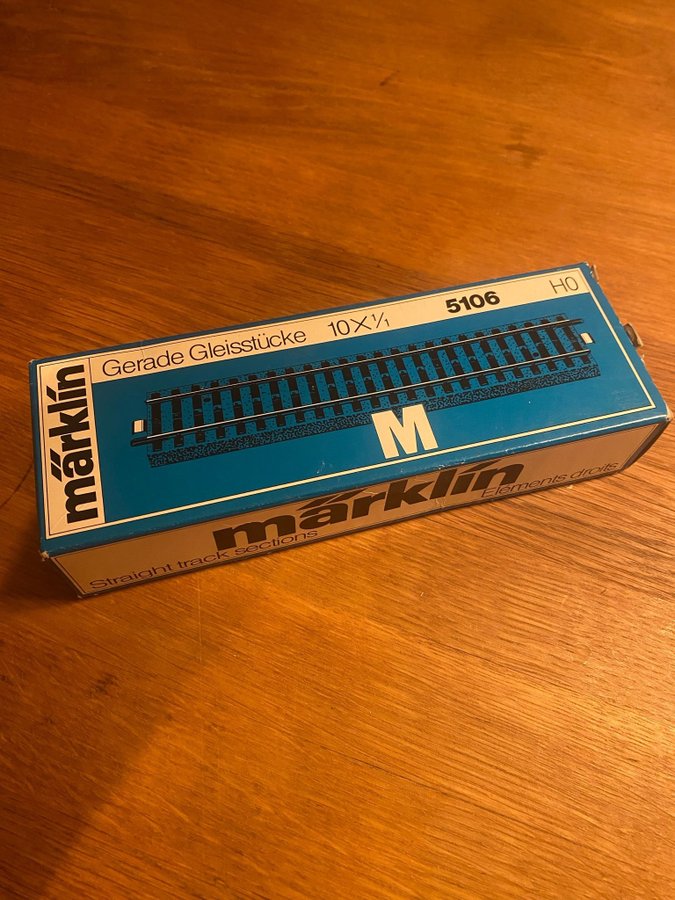 märklin
Gerade Gleisstücke 10 X 1/1 5106 H0
M
märklin
Straight track sections
Eléments droits